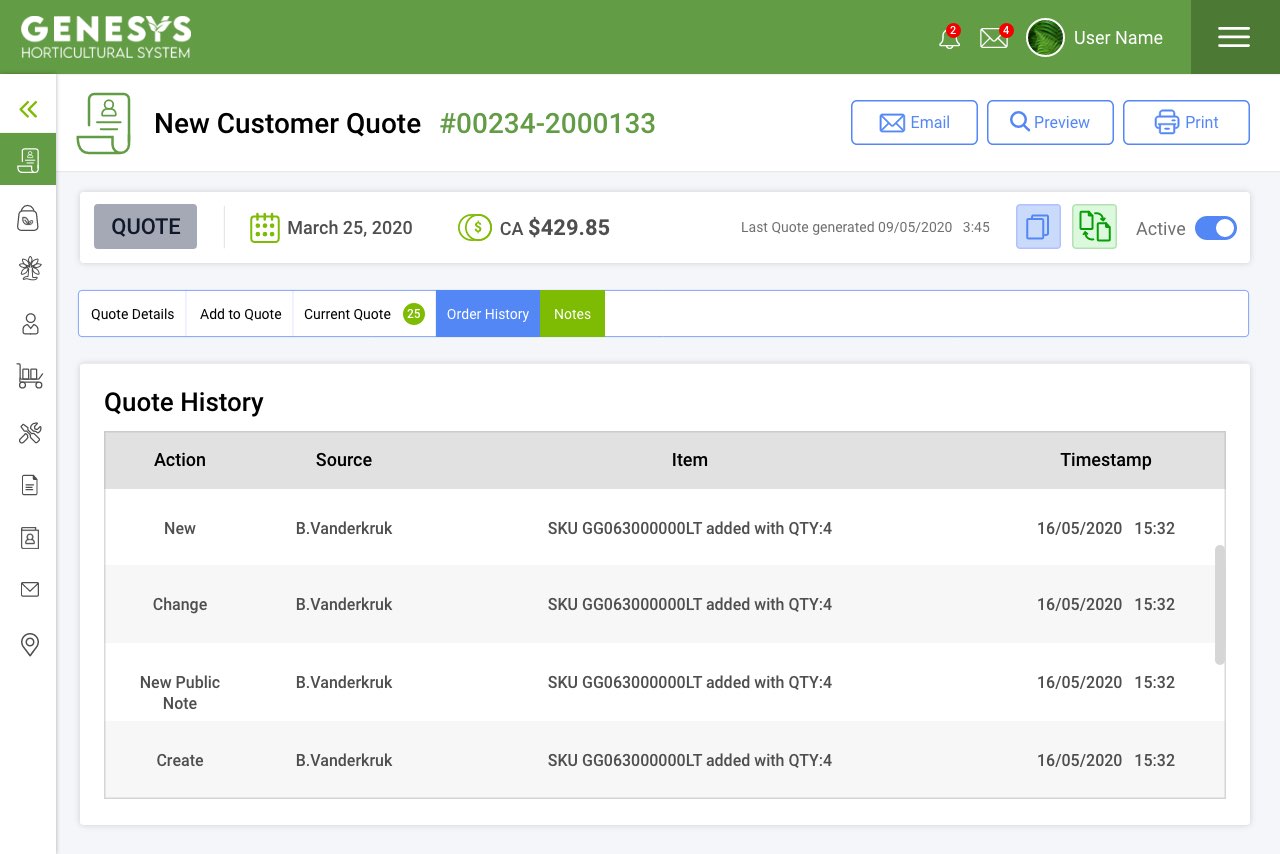 GENESYS
HORTICULTURAL SYSTEM
2
4
User Name
New Customer Quote #00234-2000133
Email
Preview
Print
QUOTE
March 25, 2020
$
CA $429.85
Last Quote generated 09/05/2020 3:45
Active
Quote Details
Add to Quote
Current Quote 25
Order History
Notes
Quote History
Action Source Item Timestamp
New B.Vanderkruk SKU GG063000000LT added with QTY:4 16/05/2020 15:32
Change B.Vanderkruk SKU GG063000000LT added with QTY:4 16/05/2020 15:32
New Public B.Vanderkruk SKU GG063000000LT added with QTY:4 16/05/2020 15:32
Note
Create B.Vanderkruk SKU GG063000000LT added with QTY:4 16/05/2020 15:32